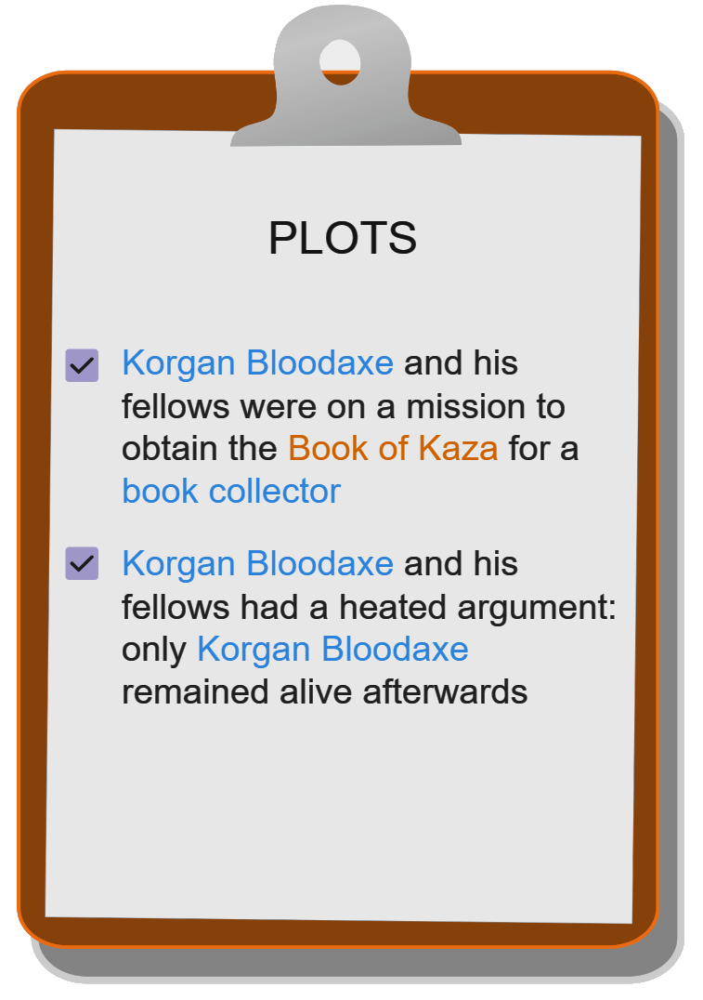 PLOTS
Korgan Bloodaxe and his
fellows were on a mission to
obtain the Book of Kaza for a
book collector
Korgan Bloodaxe and his
fellows had a heated argument:
only Korgan Bloodaxe
remained alive afterwards